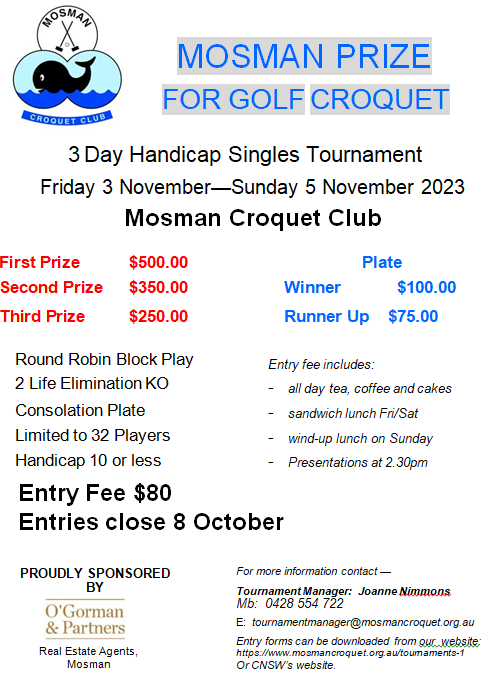 MOSMAN
CROQUET CLUB
MOSMAN PRIZE
FOR GOLF CROQUET
3 Day Handicap Singles Tournament
Friday 3 November—Sunday 5 November 2023
Mosman Croquet Club
First Prize $500.00
Second Prize $350.00
Third Prize $250.00
Plate
Winner $100.00
Runner Up $75.00
Round Robin Block Play
2 Life Elimination KO
Consolation Plate
Limited to 32 Players
Handicap 10 or less
Entry fee includes:
- all day tea, coffee and cakes
- sandwich lunch Fri/Sat
- wind-up lunch on Sunday
- Presentations at 2.30pm
Entry Fee $80
Entries close 8 October
PROUDLY SPONSORED
BY
O'Gorman
& Partners
Real Estate Agents,
Mosman
For more information contact —
Tournament Manager: Joanne Nimmons
Mb: 0428 554 722
E: tournamentmanager@mosmancroquet.org.au
Entry forms can be downloaded from our website:
https://www.mosmancroquet.org.au/tournaments-1
Or CNSW's website.